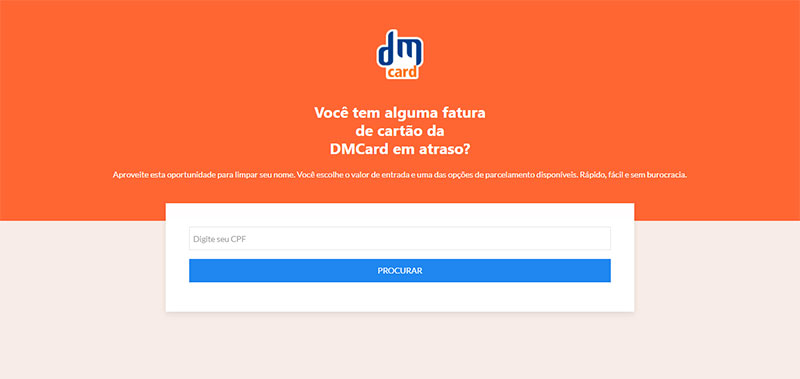 dm
card
Você tem alguma fatura
de cartão da
DMCard em atraso?
Aproveite esta oportunidade para limpar seu nome. Você escolhe o valor de entrada e uma das opções de parcelamento disponíveis. Rápido, fácil e sem burocracia.
Digite seu CPF
PROCURAR